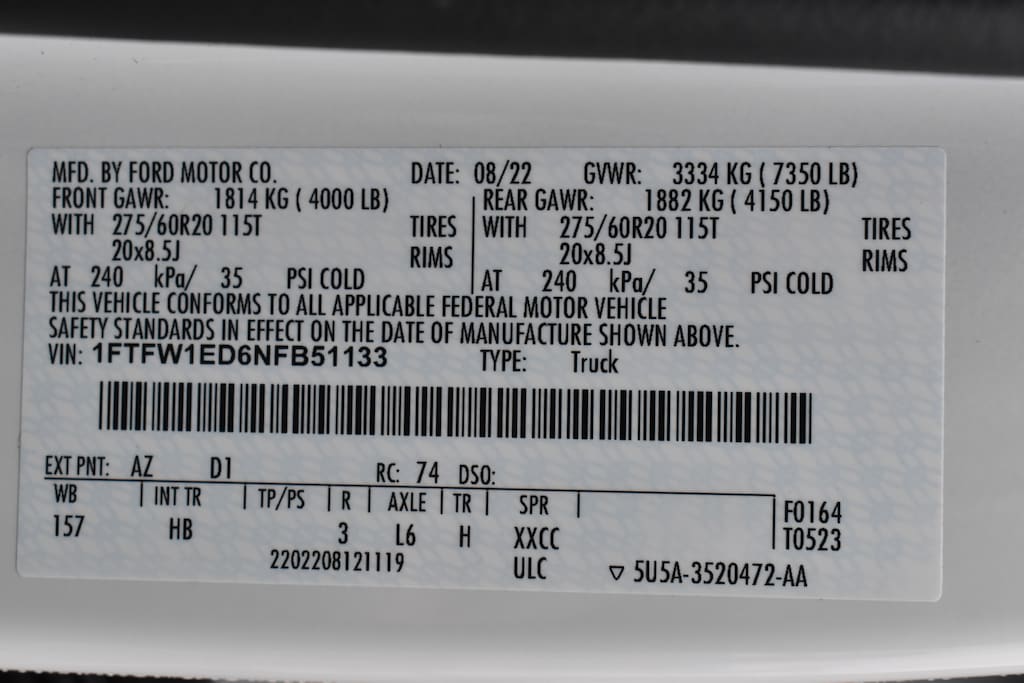 MFD. BY FORD MOTOR CO. DATE: 08/22 GVWR: 3334 KG ( 7350 LB)
FRONT GAWR: 1814 KG ( 4000 LB) REAR GAWR: 1882 KG ( 4150 LB)
WITH 275/60R20 115T TIRES WITH 275/60R20 115T TIRES
20x8.5J RIMS 20x8.5J RIMS
AT 240 kPa/ 35 PSI COLD AT 240 kPa/ 35 PSI COLD
THIS VEHICLE CONFORMS TO ALL APPLICABLE FEDERAL MOTOR VEHICLE
SAFETY STANDARDS IN EFFECT ON THE DATE OF MANUFACTURE SHOWN ABOVE.
VIN: 1FTFW1ED6NFB51133 TYPE: Truck
EXT PNT: AZ D1 RC: 74 DSO:
WB INT TR TP/PS R AXLE TR SPR F0164
157 HB 3 L6 H XXCC T0523
2202208121119 ULC ▽ 5U5A-3520472-AA